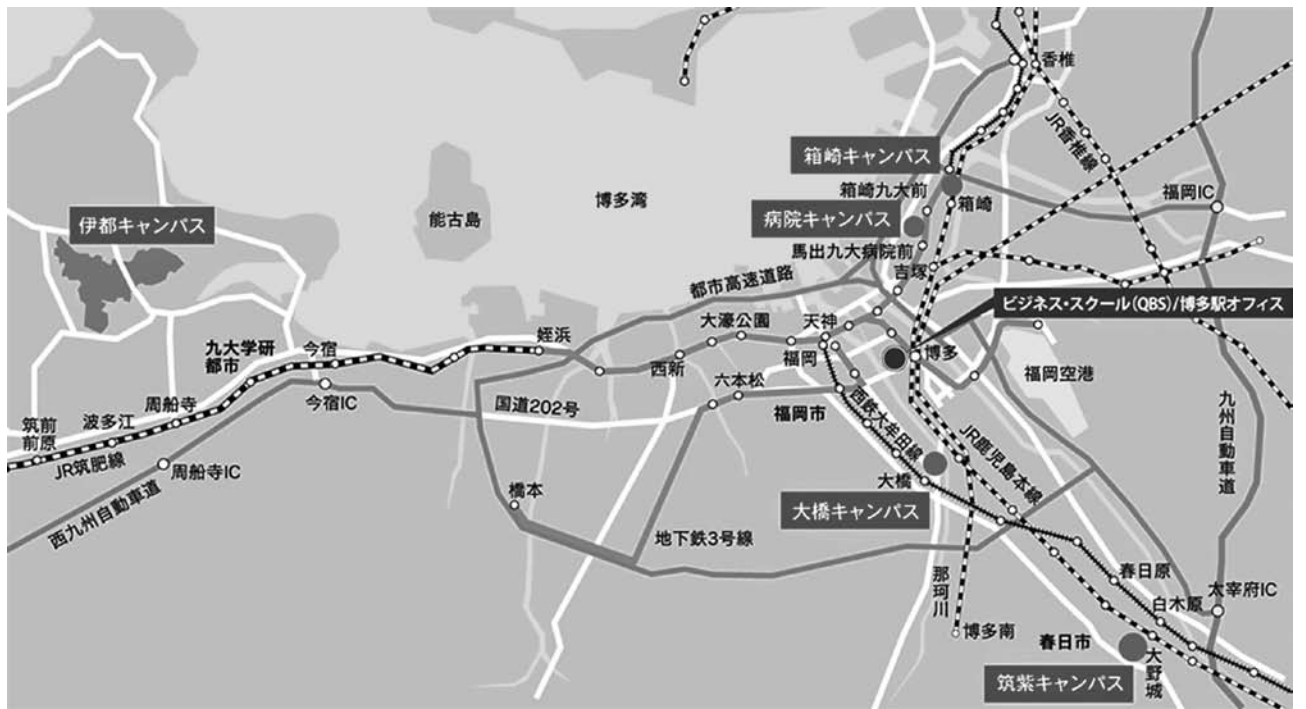 香椎
JR香椎線
箱崎キャンパス
箱崎九大前
箱崎
福岡IC
病院キャンパス
馬出九大病院前
吉塚
伊都キャンパス
能古島
博多湾
都市高速道路
ビジネス・スクール(QBS)/博多駅オフィス
九大学研
都市
今宿
姪浜
西新
大濠公園
天神
福岡
博多
福岡空港
六本松
筑前
前原
波多江
周船寺
今宿IC
国道202号
福岡市
西鉄大牟田線
JR鹿児島本線
九州自動車道
JR筑肥線
周船寺IC
西九州自動車道
橋本
地下鉄3号線
大橋
大橋キャンパス
那珂川
博多南
春日原
白木原
太宰府IC
春日市
大野城
筑紫キャンパス